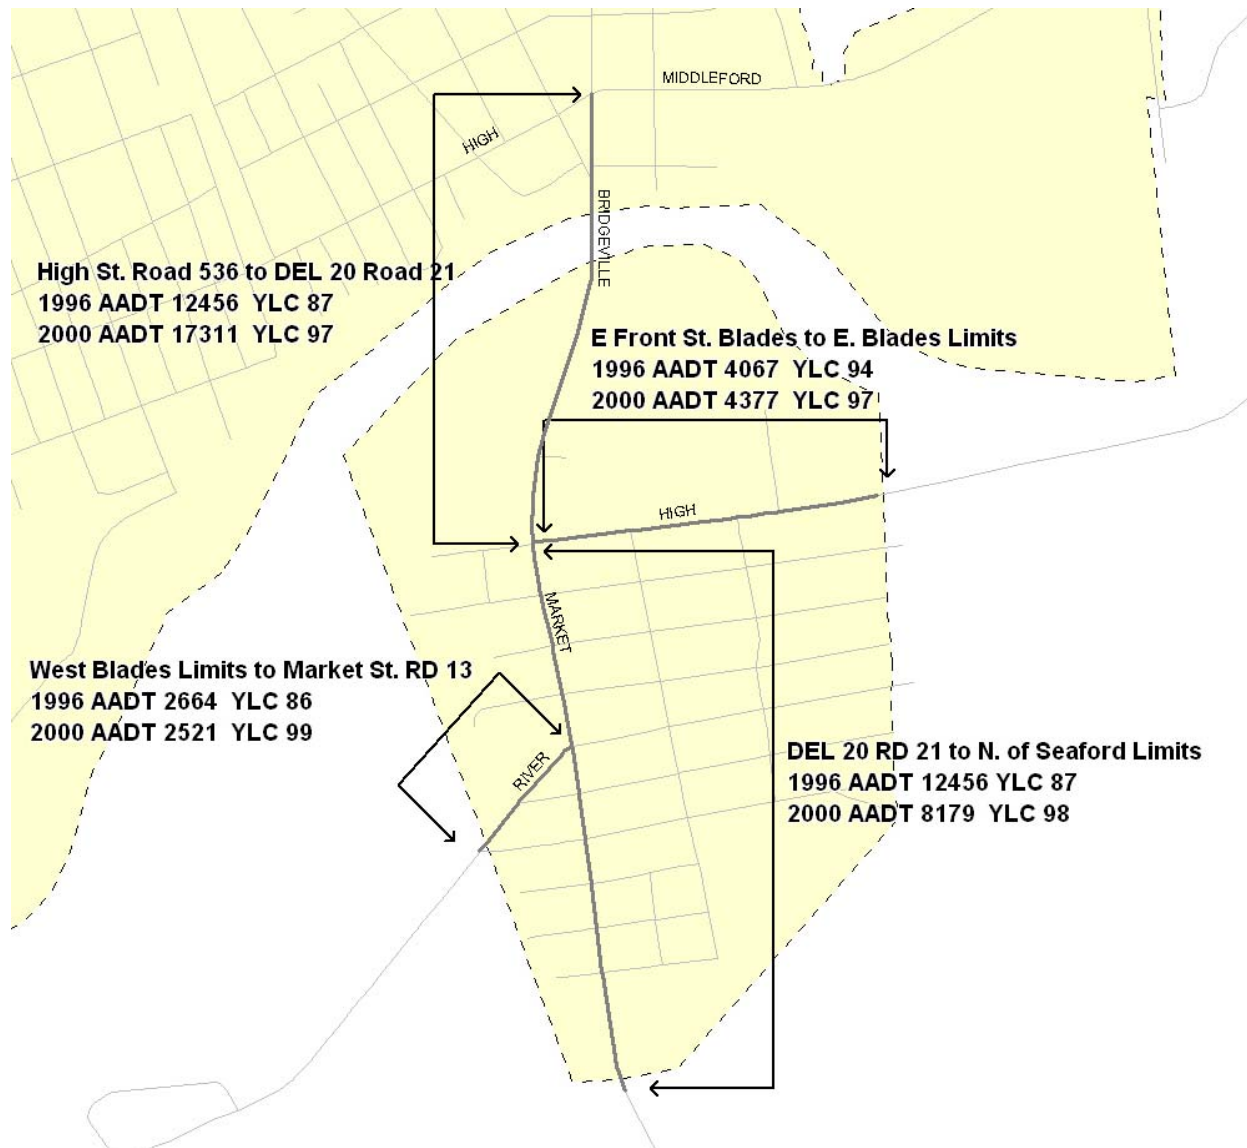 MIDDLEFORD
HIGH
BRIDGEVILLE
High St. Road 536 to DEL 20 Road 21
1996 AADT 12456 YLC 87
2000 AADT 17311 YLC 97
E Front St. Blades to E. Blades Limits
1996 AADT 4067 YLC 94
2000 AADT 4377 YLC 97
HIGH
MARKET
West Blades Limits to Market St. RD 13
1996 AADT 2664 YLC 86
2000 AADT 2521 YLC 99
RIVER
DEL 20 RD 21 to N. of Seaford Limits
1996 AADT 12456 YLC 87
2000 AADT 8179 YLC 98